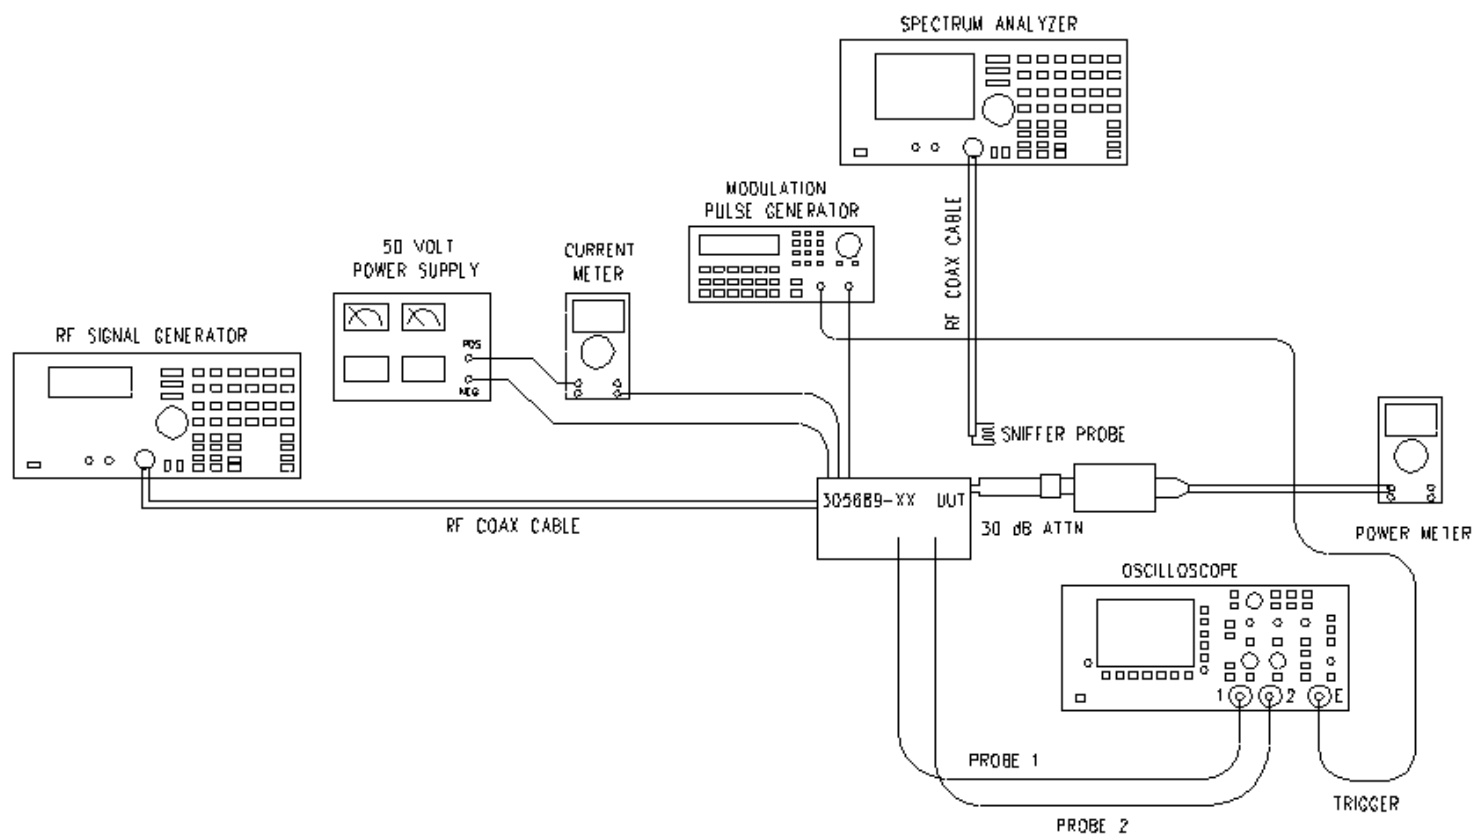 SPECTRUM ANALYZER
MODULATION
PULSE GENERATOR
RF COAX CABLE
50 VOLT
POWER SUPPLY
CURRENT
METER
RF SIGNAL GENERATOR
POS
NEG
SNIFFER PROBE
305689-XX DUT
30 dB ATTN
RF COAX CABLE
POWER METER
OSCILLOSCOPE
1 2 E
PROBE 1
TRIGGER
PROBE 2